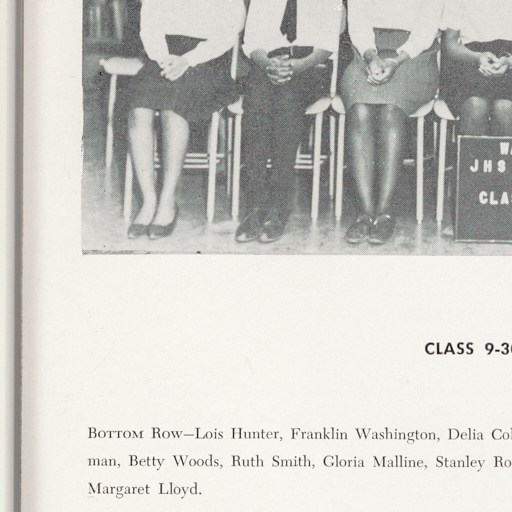 W
JHS
CLA
CLASS 9-3
Bottom Row—Lois Hunter, Franklin Washington, Delia Col
man, Betty Woods, Ruth Smith, Gloria Malline, Stanley Ro
Margaret Lloyd.